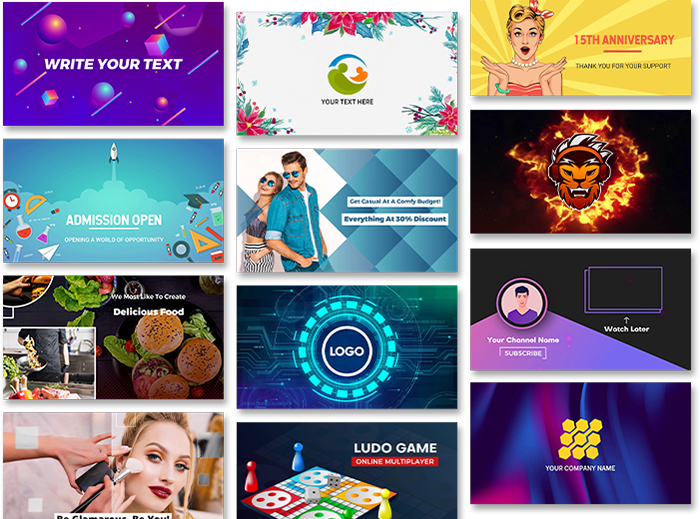 WRITE YOUR TEXT
ADMISSION OPEN
OPENING A WORLD OF OPPORTUNITY
We Most Like To Create
Delicious Food
Be Glamarous, Be You!
YOUR TEXT HERE
Get Casual At A Comfy Budget!
Everything At 30% Discount
LOGO
LUDO GAME
ONLINE MULTIPLAYER
15TH ANNIVERSARY
THANK YOU FOR YOUR SUPPORT
Your Channel Name
SUBSCRIBE
Watch Later
YOUR COMPANY NAME